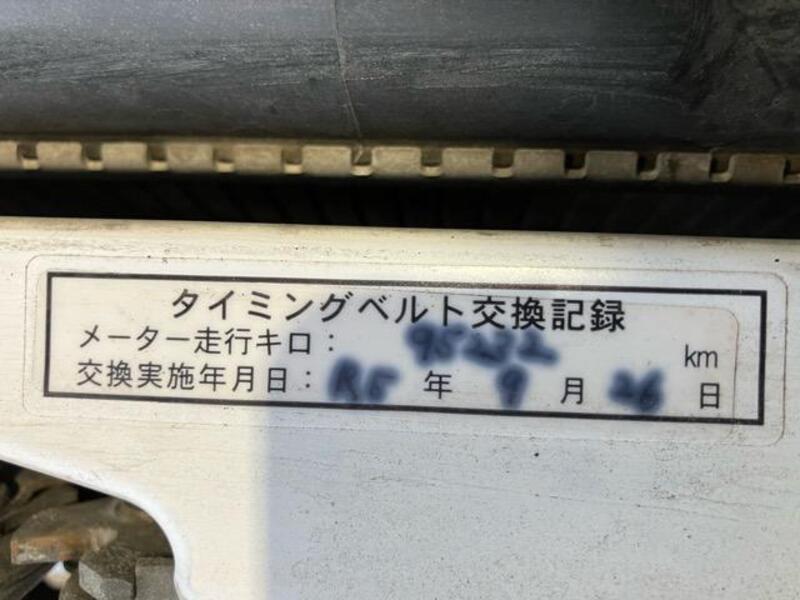 タイミングベルト交換記録
メーター走行キロ: 95232 km
交換実施年月日: R5 年 9 月 26 日